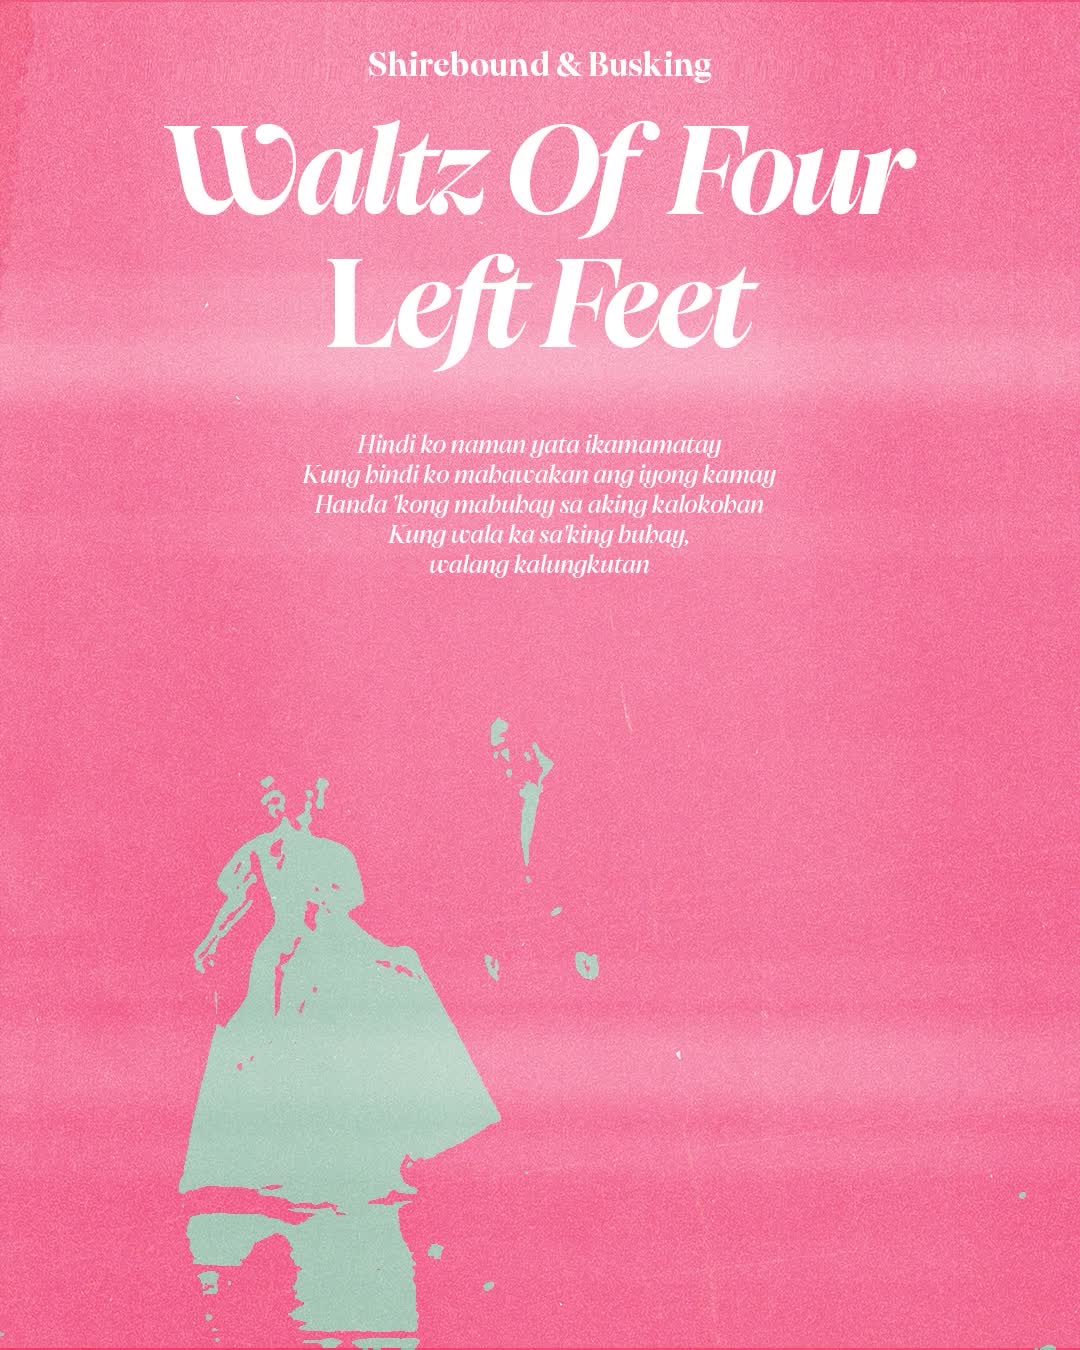 Shirebound & Busking
Waltz Of Four
Left Feet
Hindi ko naman yata ikamamatay
Kung hindi ko mahawakan ang iyong kamay
Handa 'kong mabuhay sa aking kalokohan
Kung wala ka sa'king buhay,
walang kalungkutan